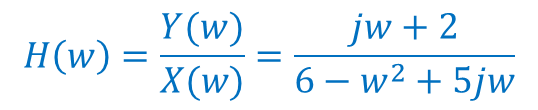 H(w) = Y(w)/X(w) = (jw + 2)/(6 − w² + 5jw)